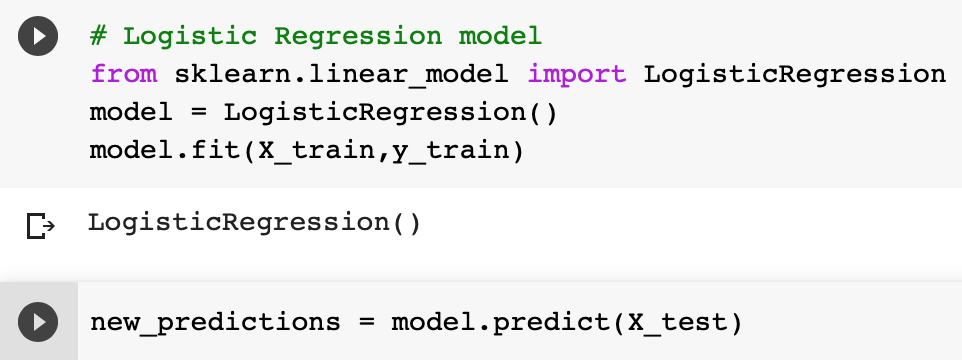 # Logistic Regression model
from sklearn.linear_model import LogisticRegression
model = LogisticRegression()
model.fit(X_train,y_train)
LogisticRegression()
new_predictions = model.predict(X_test)